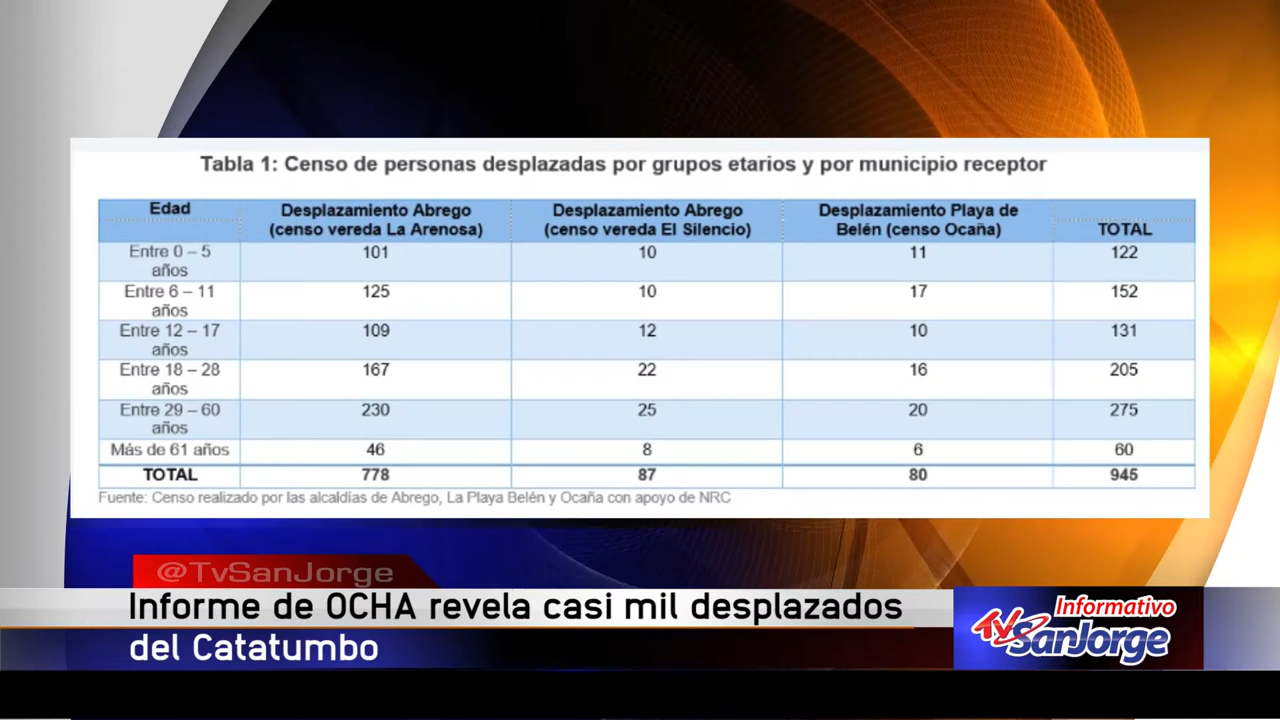 Tabla 1: Censo de personas desplazadas por grupos etarios y por municipio receptor
Edad Desplazamiento Abrego (censo vereda La Arenosa) Desplazamiento Abrego (censo vereda El Silencio) Desplazamiento Playa de Belén (censo Ocaña) TOTAL
Entre 0 – 5 años 101 10 11 122
Entre 6 – 11 años 125 10 17 152
Entre 12 – 17 años 109 12 10 131
Entre 18 – 28 años 167 22 16 205
Entre 29 – 60 años 230 25 20 275
Más de 61 años 46 8 6 60
TOTAL 778 87 80 945
Fuente: Censo realizado por las alcaldías de Abrego, La Playa Belén y Ocaña con apoyo de NRC
@TvSanJorge
Informe de OCHA revela casi mil desplazados
del Catatumbo
Informativo
TV SanJorge